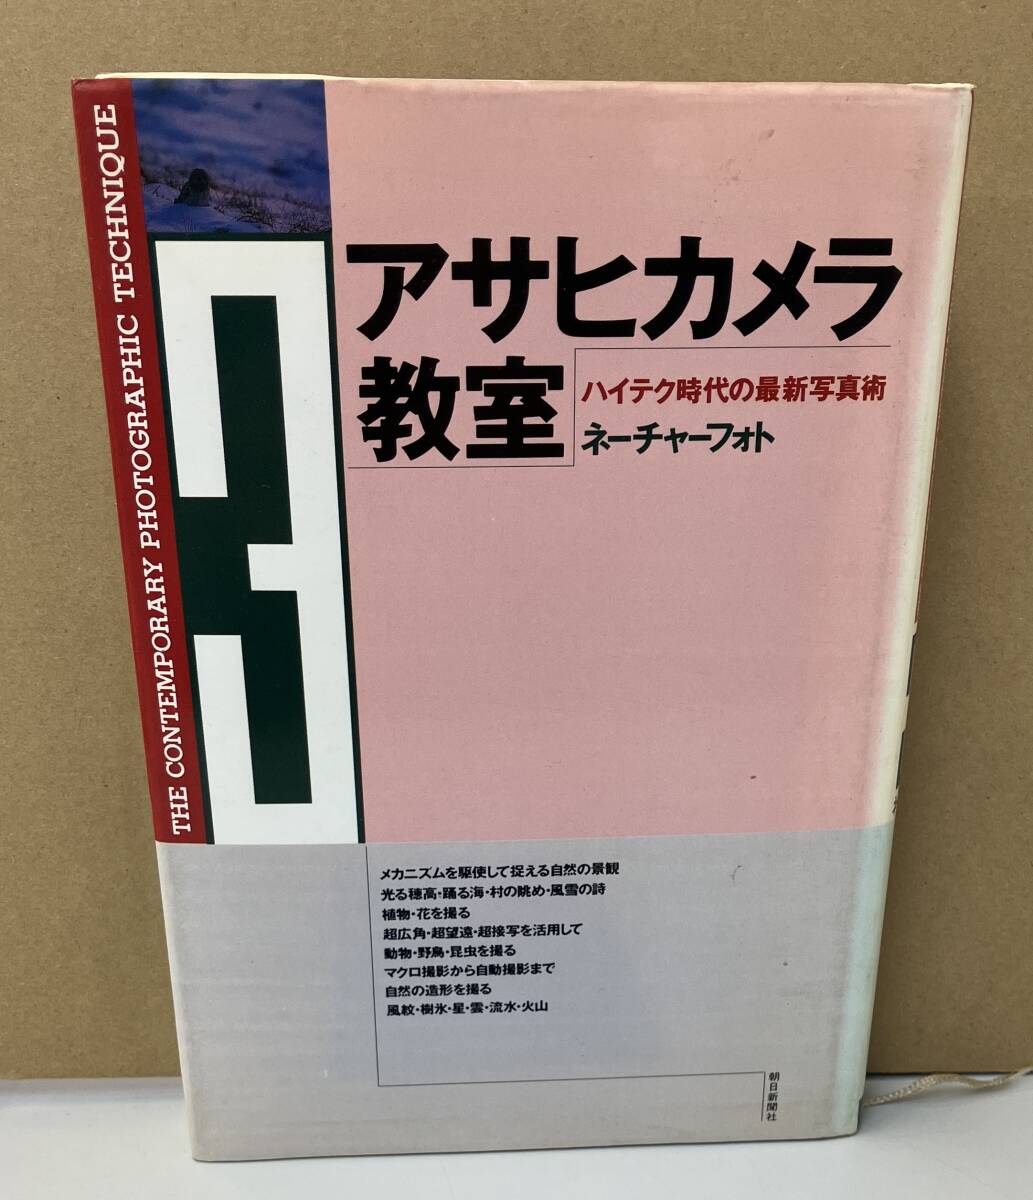 THE CONTEMPORARY PHOTOGRAPHIC TECHNIQUE
3
アサヒカメラ
教室
ハイテク時代の最新写真術
ネーチャーフォト
メカニズムを駆使して捉える自然の景観
光る穂高・踊る海・村の眺め・風雪の詩
植物・花を撮る
超広角・超望遠・超接写を活用して
動物・野鳥・昆虫を撮る
マクロ撮影から自動撮影まで
自然の造形を撮る
風紋・樹氷・星・雲・流水・火山
朝日新聞社